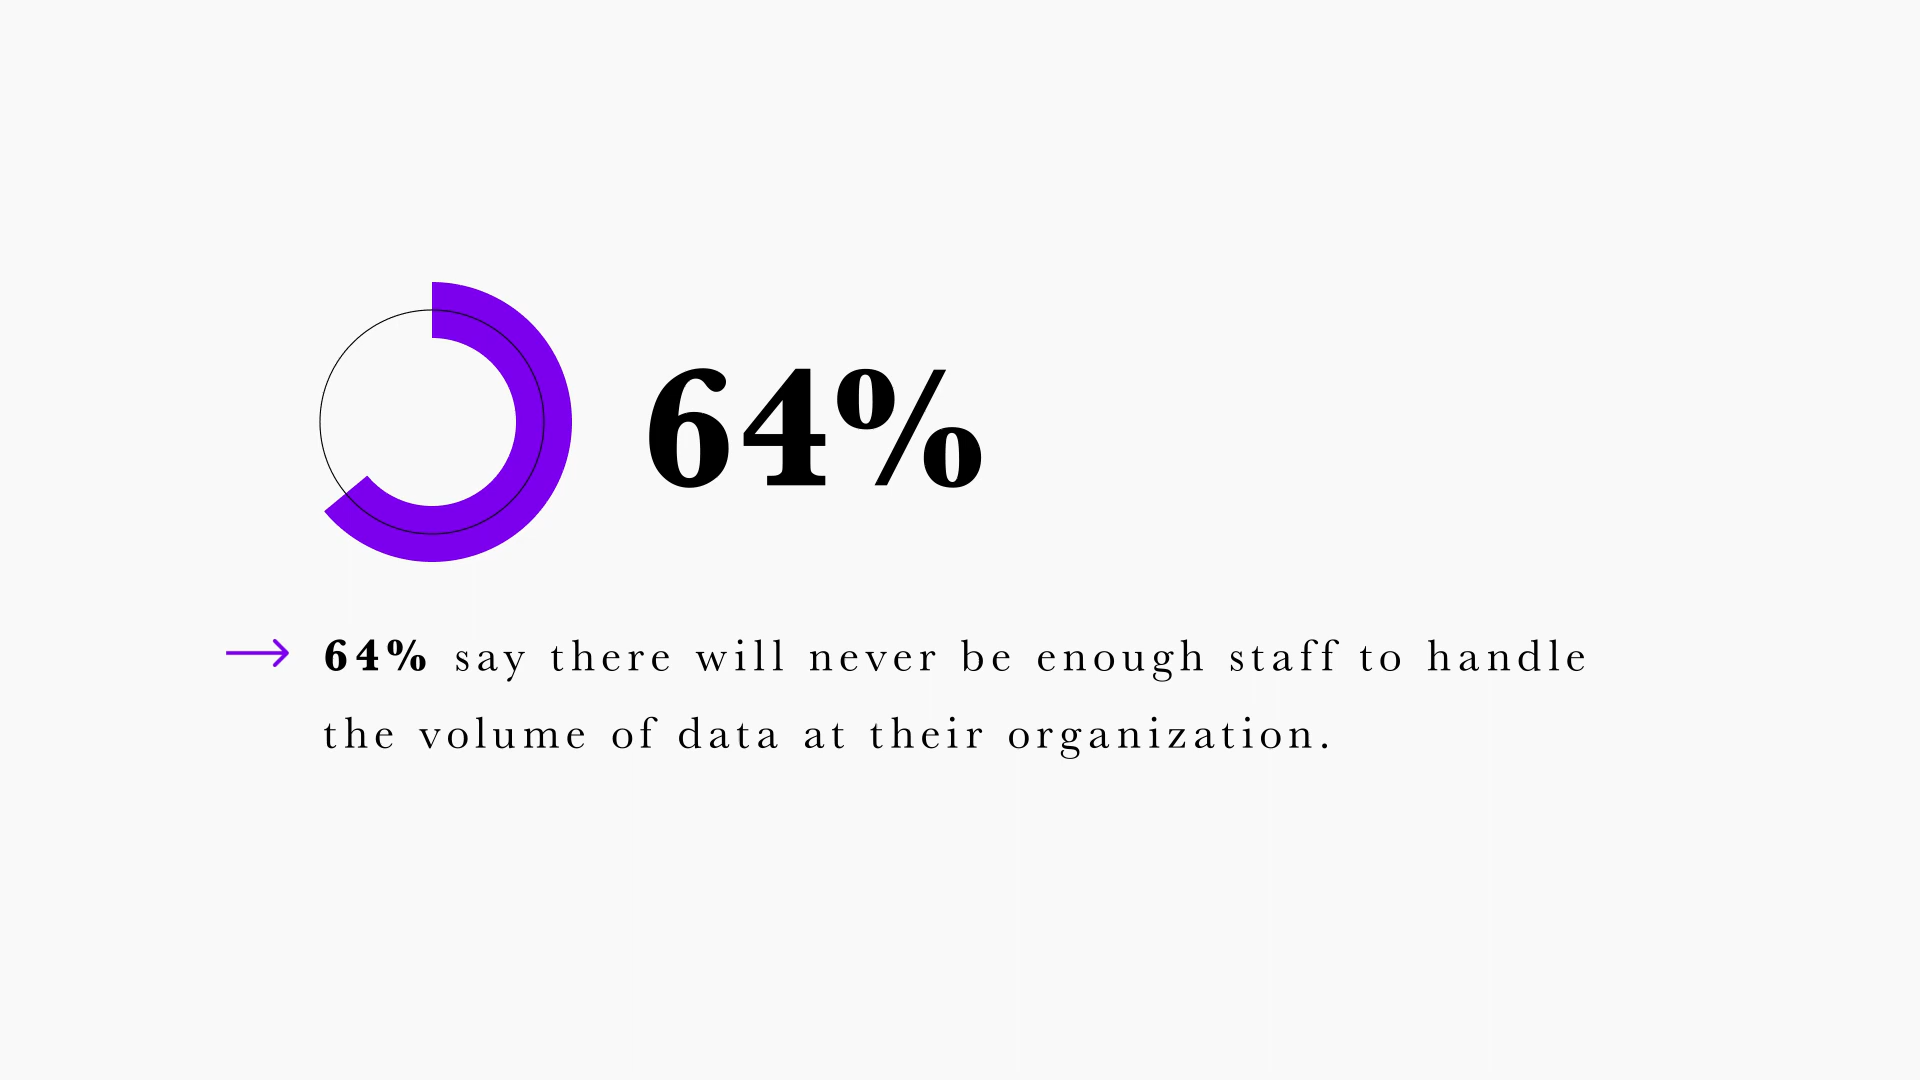 64%
64% say there will never be enough staff to handle
the volume of data at their organization.